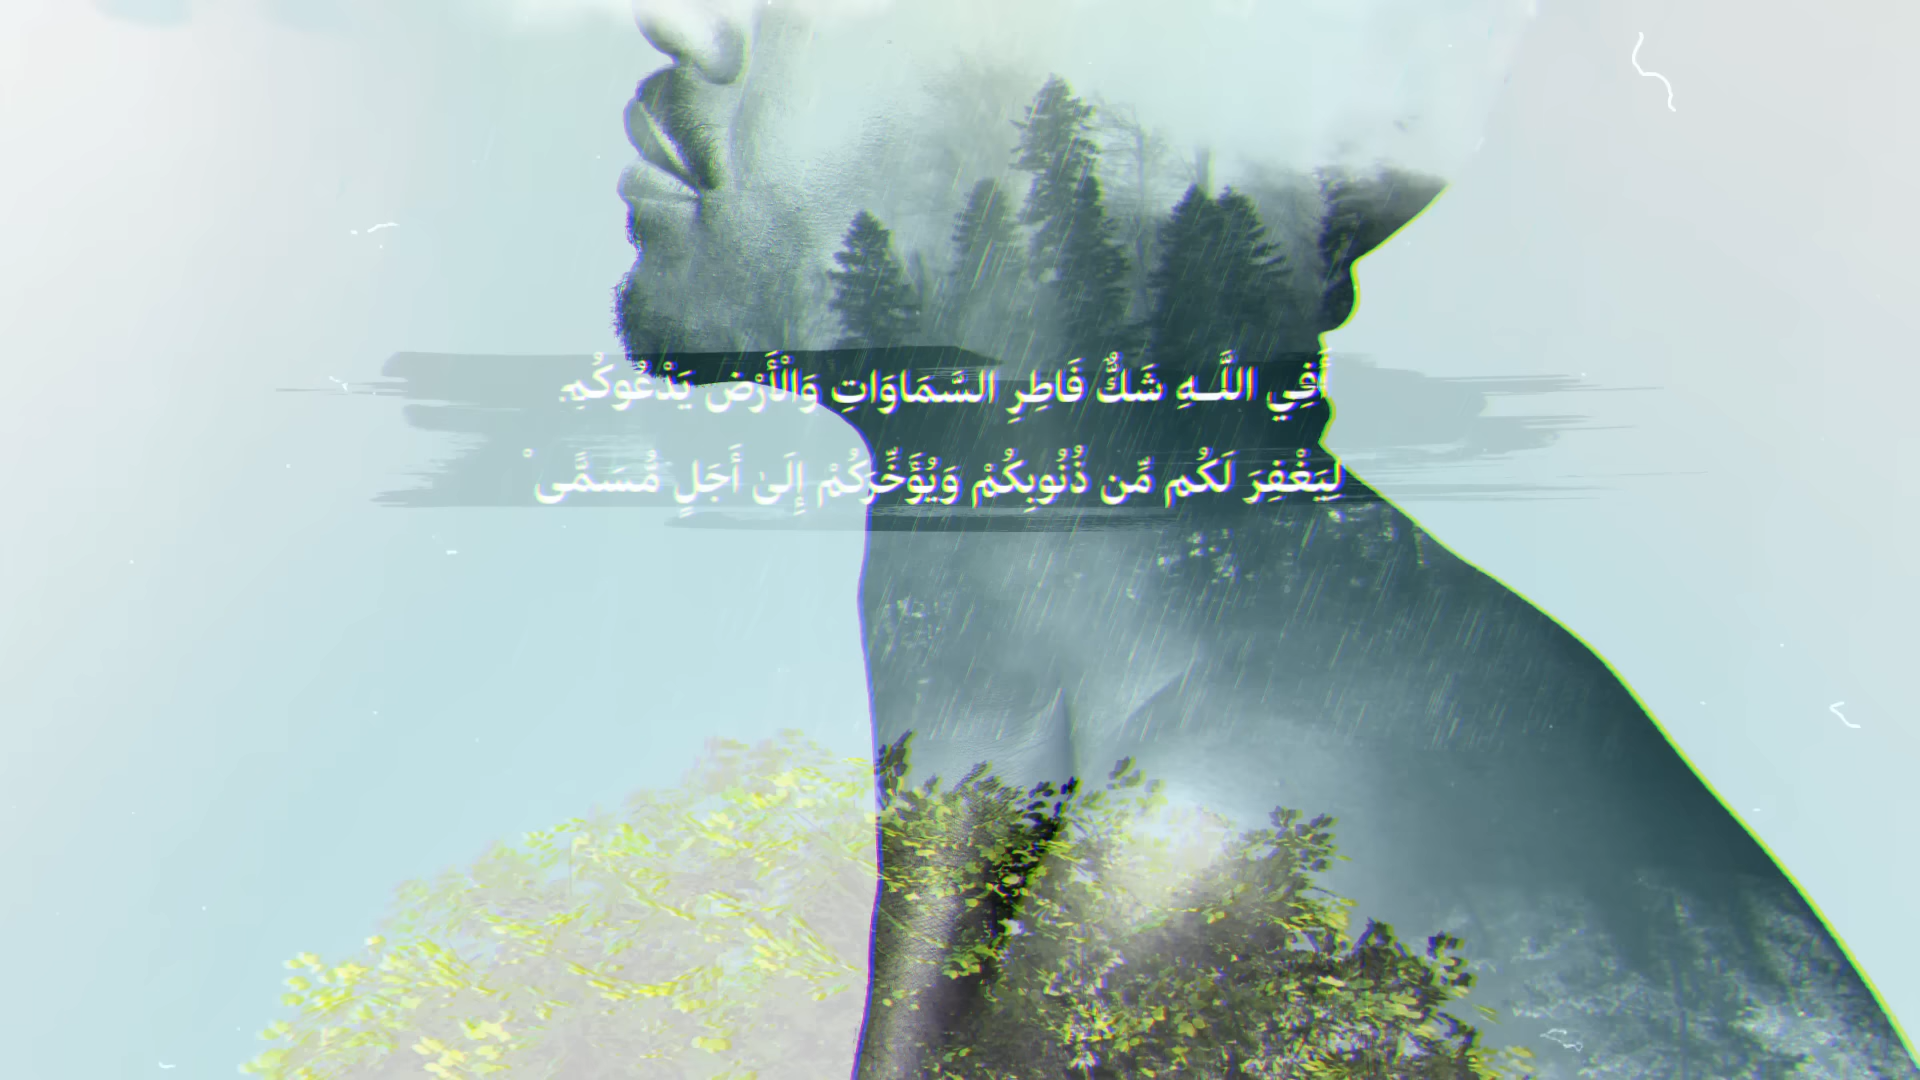 أَفِي اللَّـهِ شَكٌّ فَاطِرِ السَّمَاوَاتِ وَالْأَرْضِ يَدْعُوكُمْ
لِيَغْفِرَ لَكُم مِّن ذُنُوبِكُمْ وَيُؤَخِّرَكُمْ إِلَىٰ أَجَلٍ مُّسَمًّى ْ